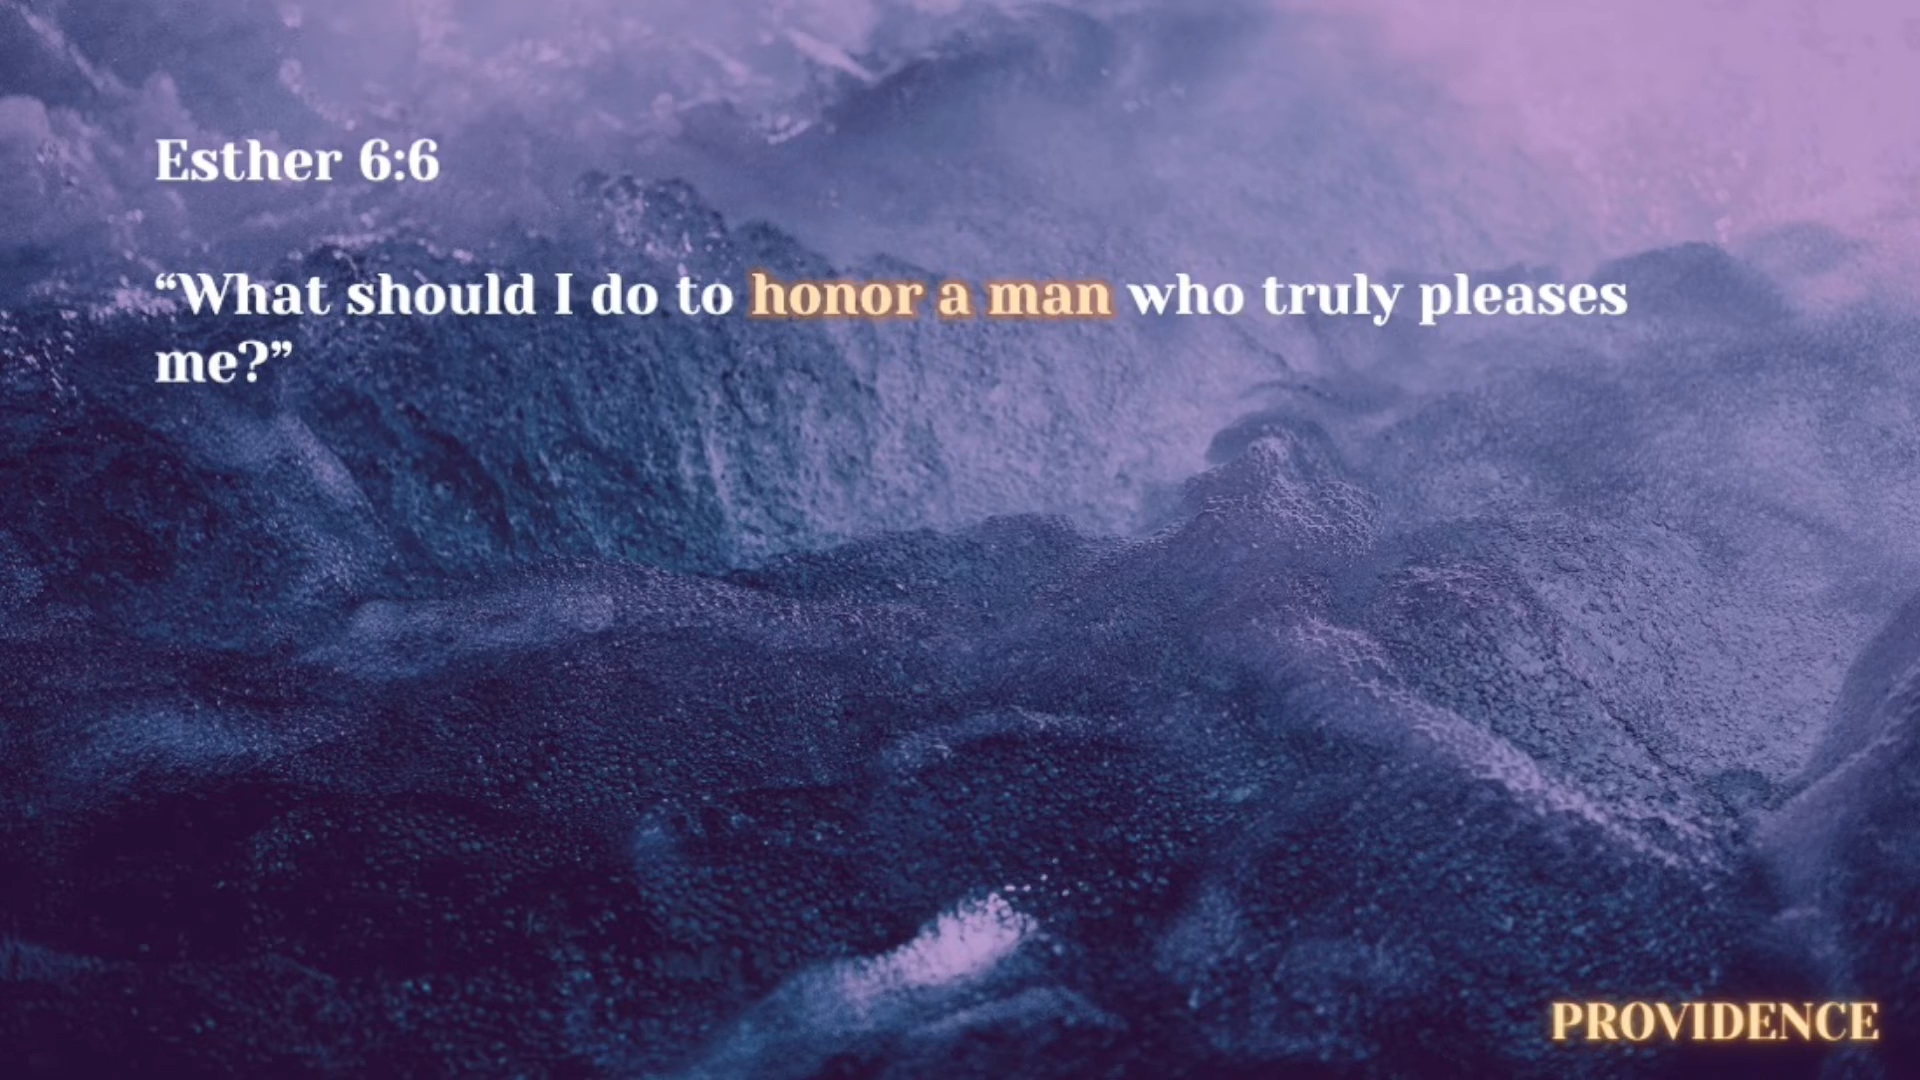 Esther 6:6
“What should I do to honor a man who truly pleases
me?”
PROVIDENCE